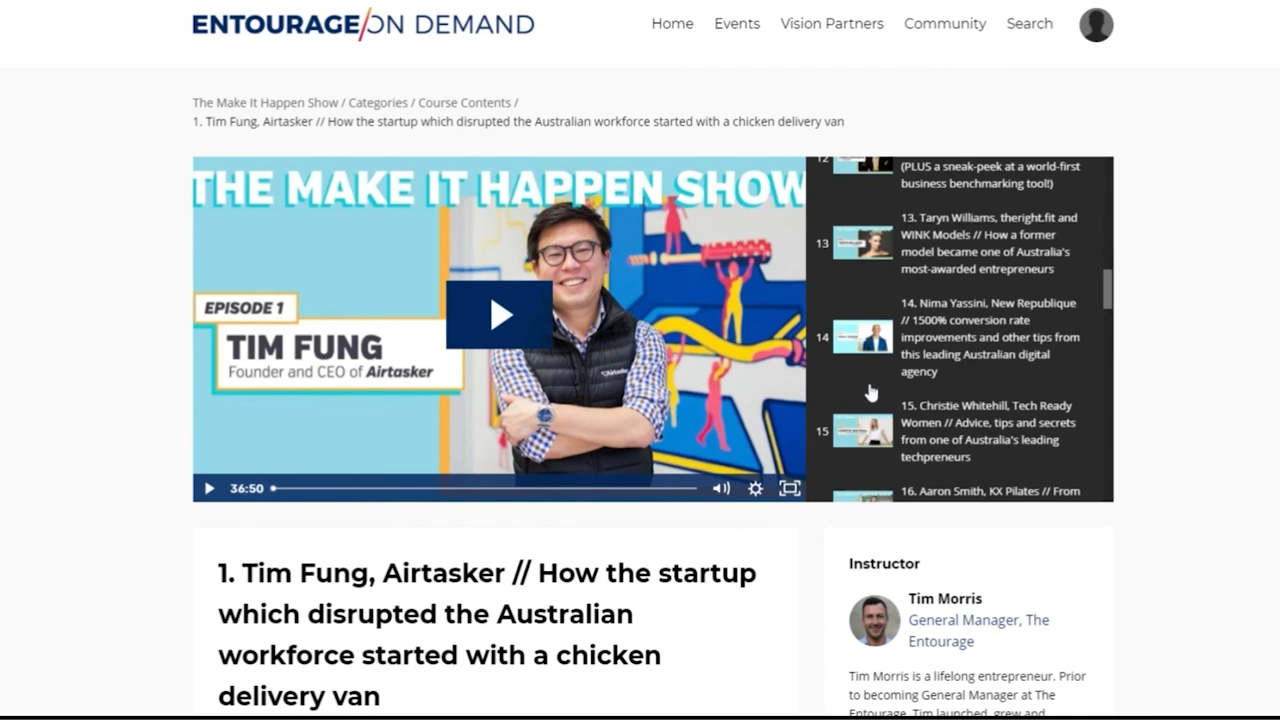 ENTOURAGE/ON DEMAND
Home
Events
Vision Partners
Community
Search
The Make It Happen Show / Categories / Course Contents /
1. Tim Fung, Airtasker // How the startup which disrupted the Australian workforce started with a chicken delivery van
THE MAKE IT HAPPEN SHOW
EPISODE 1
TIM FUNG
Founder and CEO of Airtasker
Airtasker
36:50
12
(PLUS a sneak-peek at a world-first
business benchmarking tool!)
13
13. Taryn Williams, theright.fit and
WINK Models // How a former
model became one of Australia's
most-awarded entrepreneurs
14
14. Nima Yassini, New Republique
// 1500% conversion rate
improvements and other tips from
this leading Australian digital
agency
15
15. Christie Whitehill, Tech Ready
Women // Advice, tips and secrets
from one of Australia's leading
techpreneurs
16. Aaron Smith, KX Pilates // From
1. Tim Fung, Airtasker // How the startup
which disrupted the Australian
workforce started with a chicken
delivery van
Instructor
Tim Morris
General Manager, The
Entourage
Tim Morris is a lifelong entrepreneur. Prior
to becoming General Manager at The
Entourage, Tim launched, grew and